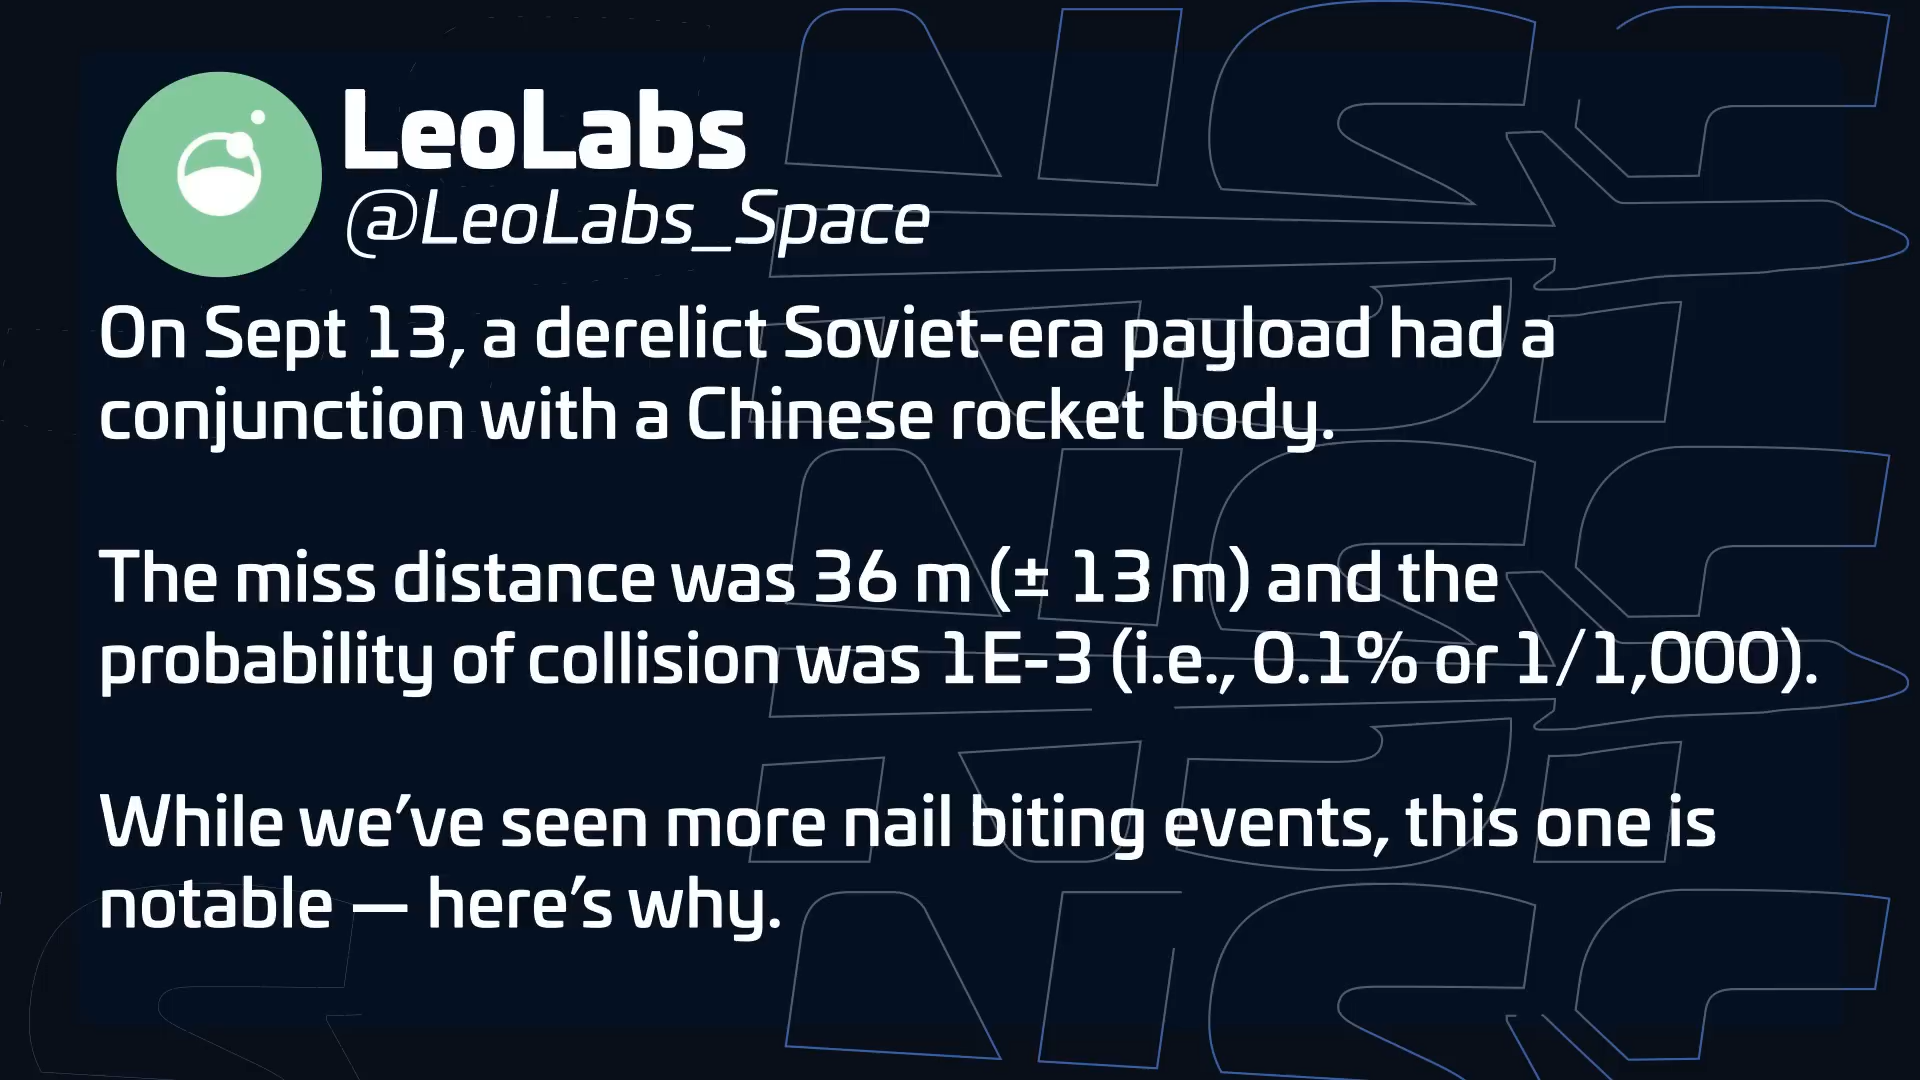 LeoLabs
@LeoLabs_Space
On Sept 13, a derelict Soviet-era payload had a
conjunction with a Chinese rocket body.
The miss distance was 36 m (± 13 m) and the
probability of collision was 1E-3 (i.e., 0.1% or 1/1,000).
While we’ve seen more nail biting events, this one is
notable — here’s why.